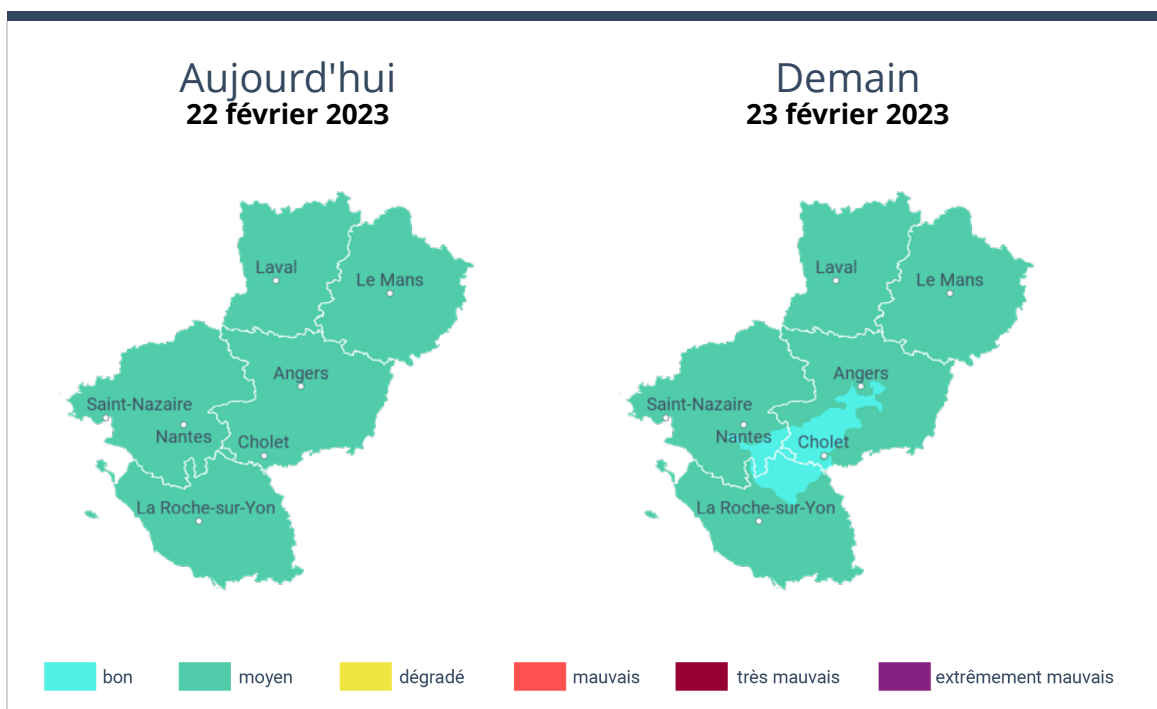 Aujourd'hui
22 février 2023
Laval
Le Mans
Angers
Saint-Nazaire
Nantes
Cholet
La Roche-sur-Yon
Demain
23 février 2023
Laval
Le Mans
Angers
Saint-Nazaire
Nantes
Cholet
La Roche-sur-Yon
bon
moyen
dégradé
mauvais
très mauvais
extrêmement mauvais